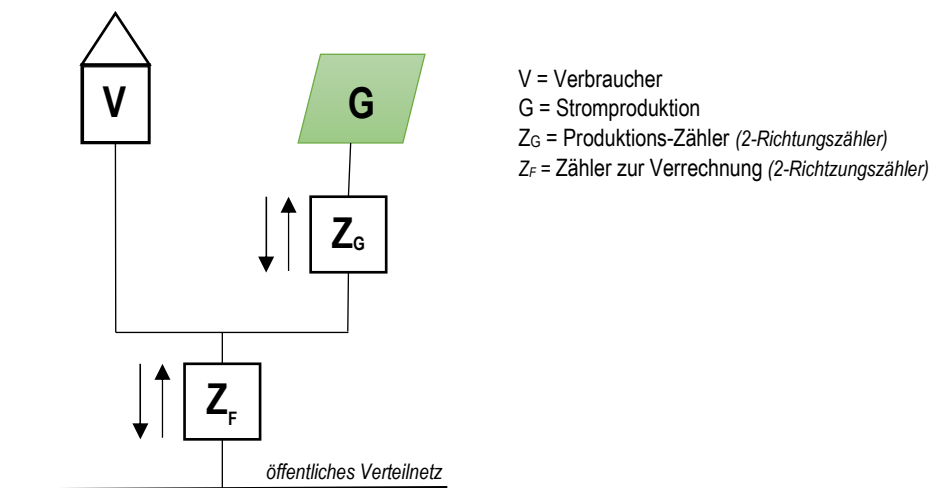 V
G
V = Verbraucher
G = Stromproduktion
ZG = Produktions-Zähler (2-Richtungszähler)
ZF = Zähler zur Verrechnung (2-Richtzungszähler)
ZG
ZF
öffentliches Verteilnetz